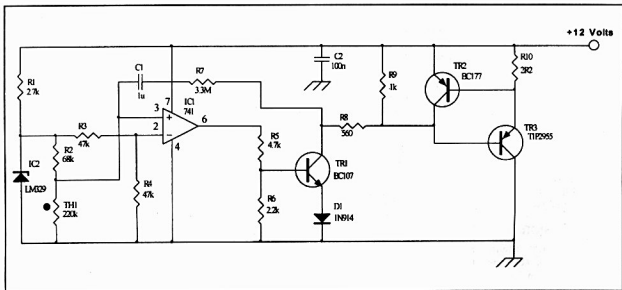 +12 Volts
R1
2.7k
C1
1u
R7
3.3M
C2
100n
R9
1k
TR2
BC177
R10
2R2
IC1
741
7
3
+
2
-
6
4
R3
47k
R2
68k
IC2
LM329
TH1
220k
R4
47k
R5
4.7k
R6
2.2k
R8
560
TR1
BC107
D1
1N914
TR3
TIP2955